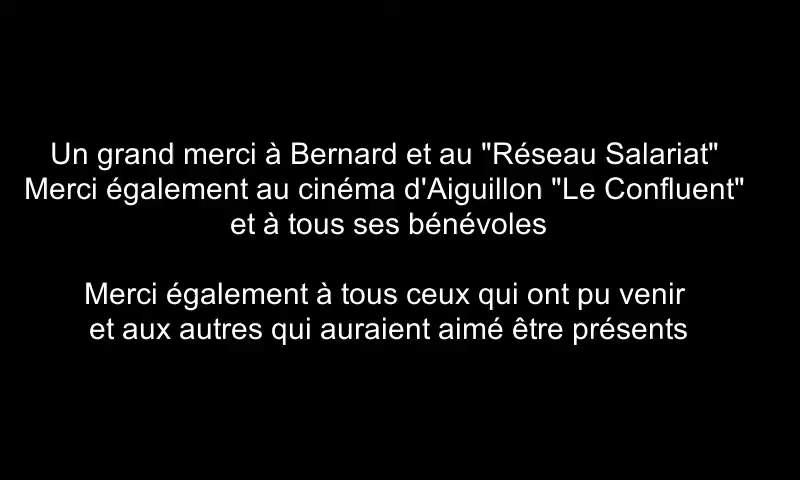 Un grand merci à Bernard et au "Réseau Salariat"
Merci également au cinéma d'Aiguillon "Le Confluent"
et à tous ses bénévoles
Merci également à tous ceux qui ont pu venir
et aux autres qui auraient aimé être présents